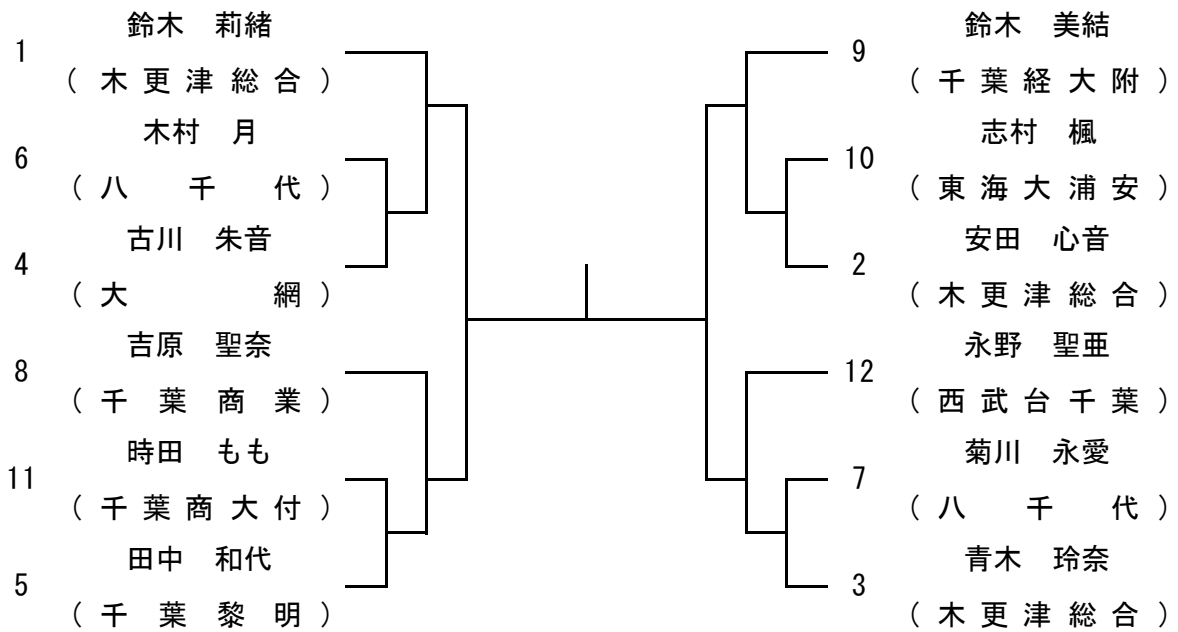 鈴木　莉緒
1
（木更津総合）
木村　月
6
（八千代）
古川　朱音
4
（大網）
吉原　聖奈
8
（千葉商業）
時田　もも
11
（千葉商大付）
田中　和代
5
（千葉黎明）
鈴木　美結
9
（千葉経大附）
志村　楓
10
（東海大浦安）
安田　心音
2
（木更津総合）
永野　聖亜
12
（西武台千葉）
菊川　永愛
7
（八千代）
青木　玲奈
3
（木更津総合）